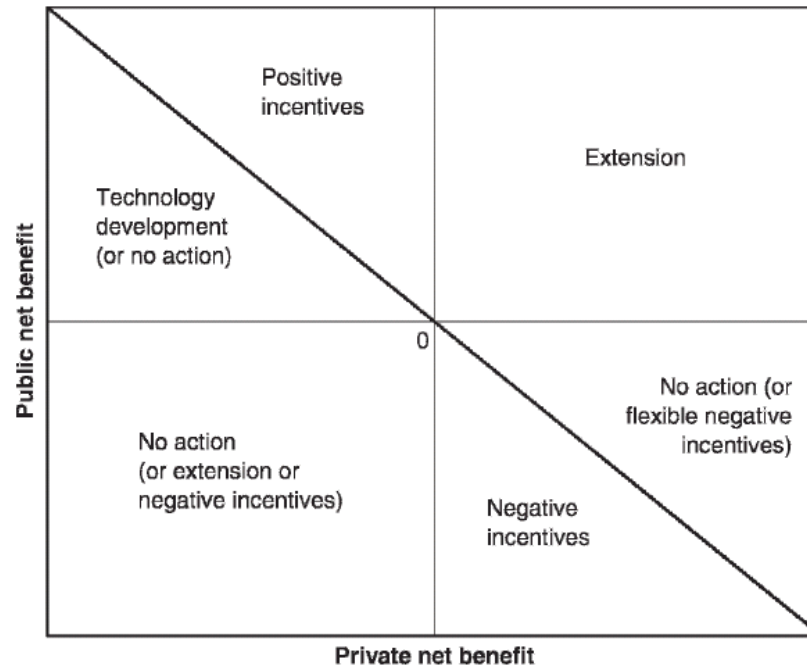 Positive
incentives
Extension
Technology
development
(or no action)
Public net benefit
0
No action (or
flexible negative
incentives)
No action
(or extension or
negative incentives)
Negative
incentives
Private net benefit